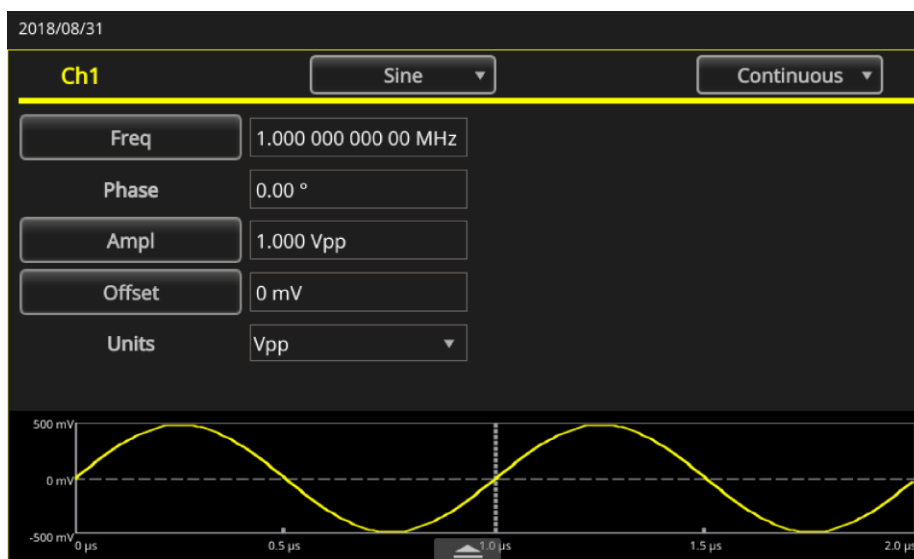 2018/08/31
Ch1 Sine Continuous
Freq 1.000 000 000 00 MHz
Phase 0.00 °
Ampl 1.000 Vpp
Offset 0 mV
Units Vpp
500 mV
0 mV
-500 mV
0 µs 0.5 µs 1.0 µs 1.5 µs 2.0 µs